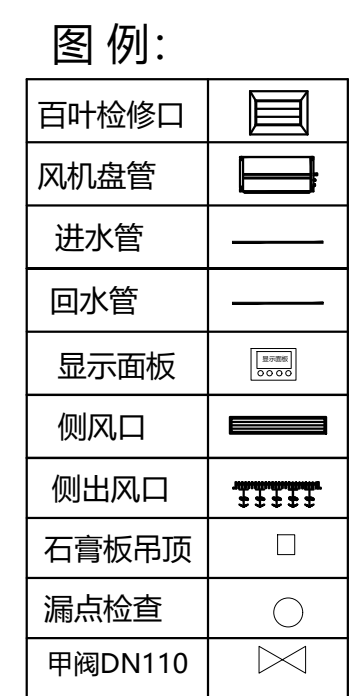 图 例：
百叶检修口
风机盘管
进水管
回水管
显示面板
显示面板
侧风口
侧出风口
石膏板吊顶
漏点检查
甲阀DN110